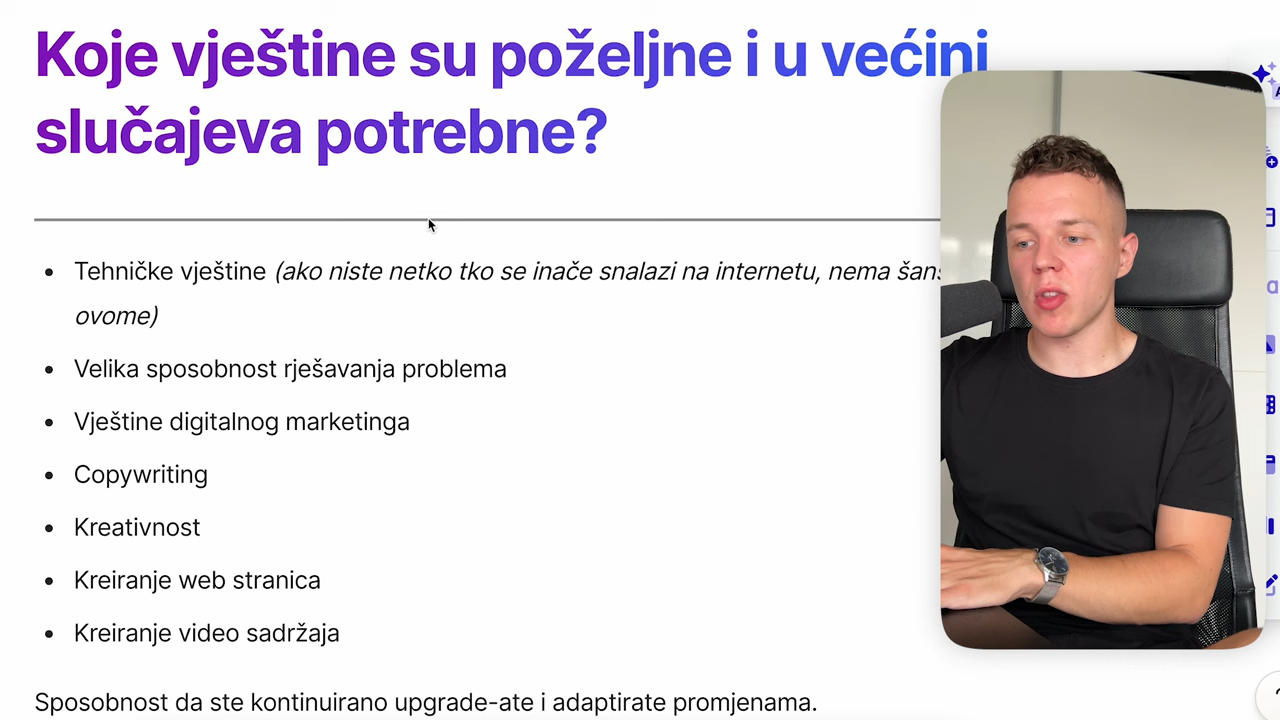 Koje vještine su poželjne i u većini
slučajeva potrebne?
• Tehničke vještine (ako niste netko tko se inače snalazi na internetu, nema
ovome)
• Velika sposobnost rješavanja problema
• Vještine digitalnog marketinga
• Copywriting
• Kreativnost
• Kreiranje web stranica
• Kreiranje video sadržaja
Sposobnost da ste kontinuirano upgrade-ate i adaptirate promjenama.